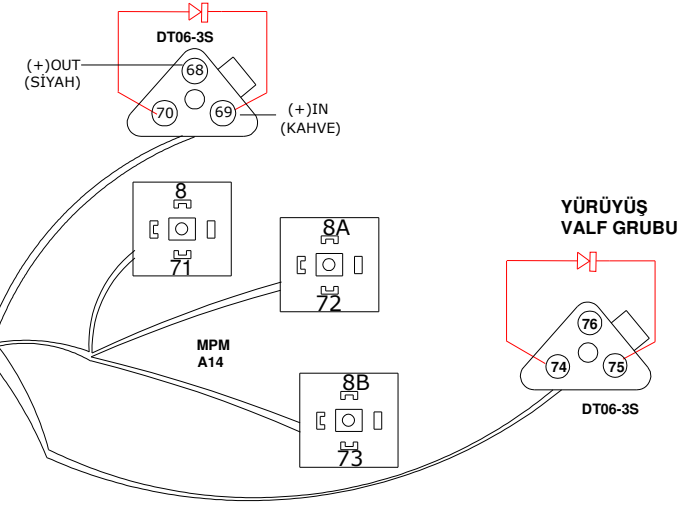 DT06-3S
(+)OUT
(SİYAH)
68
70
69
(+)IN
(KAHVE)
8
71
8A
72
MPM
A14
8B
73
YÜRÜYÜŞ
VALF GRUBU
76
74
75
DT06-3S